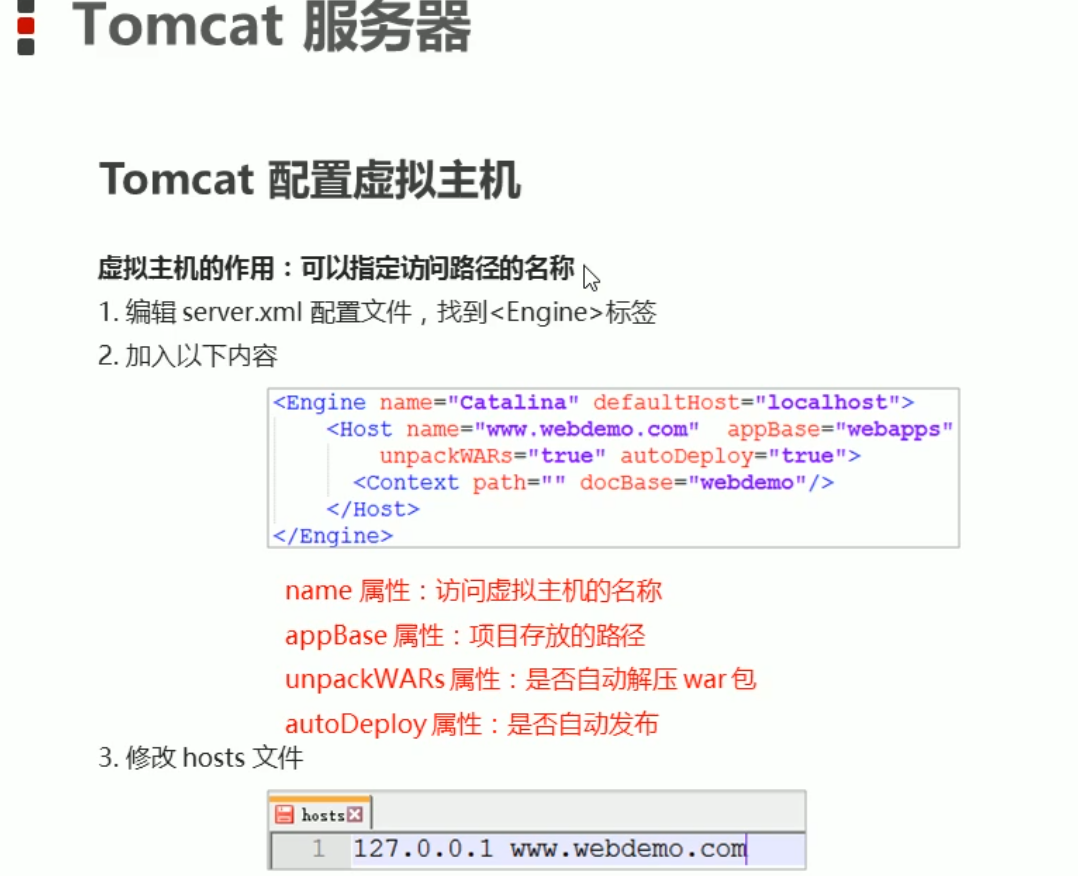 Tomcat 服务器
Tomcat 配置虚拟主机
虚拟主机的作用：可以指定访问路径的名称
1. 编辑 server.xml 配置文件，找到<Engine>标签
2. 加入以下内容
<Engine name="Catalina" defaultHost="localhost">
<Host name="www.webdemo.com" appBase="webapps"
unpackWARs="true" autoDeploy="true">
<Context path="" docBase="webdemo"/>
</Host>
</Engine>
name 属性：访问虚拟主机的名称
appBase 属性：项目存放的路径
unpackWARs 属性：是否自动解压 war 包
autoDeploy 属性：是否自动发布
3. 修改 hosts 文件
hosts
1 127.0.0.1 www.webdemo.com